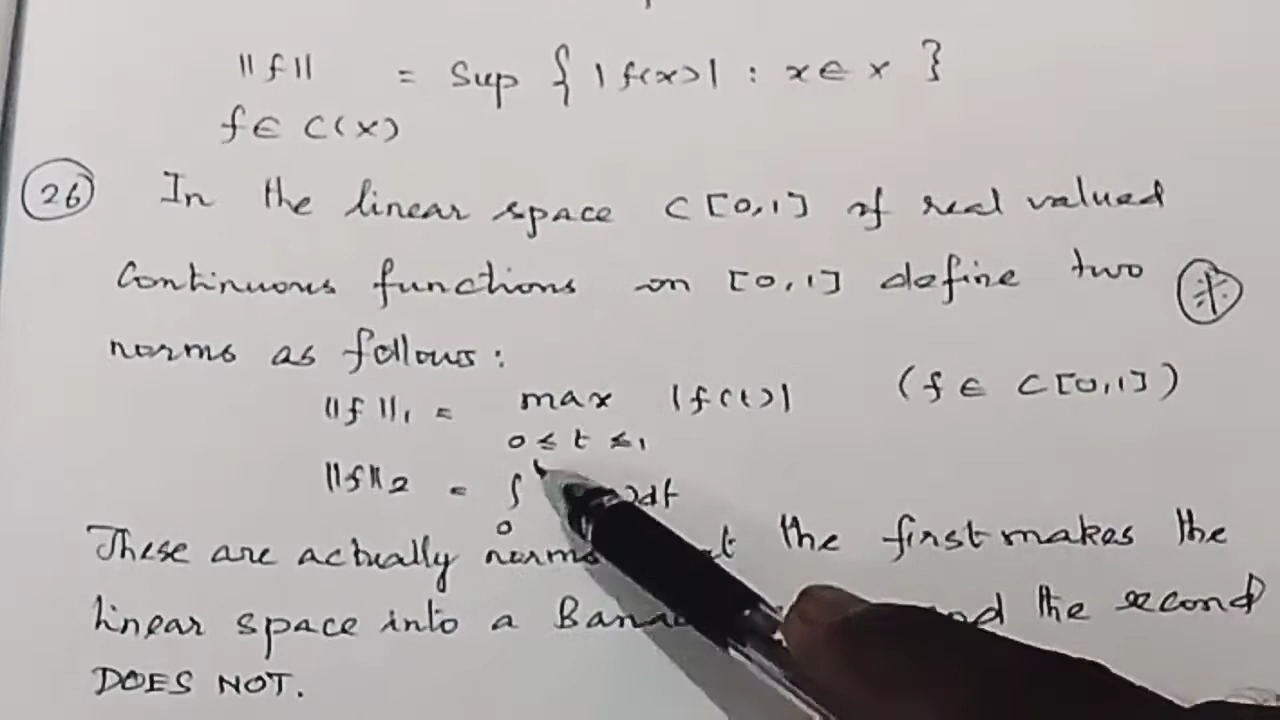 ||f|| = Sup { |f(x)| : x ∈ x }
f ∈ C(X)
26 In the linear space C[0,1] of real valued
Continuous functions on [0,1] define two
norms as follows:
||f||₁ = max |f(t)| (f ∈ C[0,1])
0 ≤ t ≤ 1
||f||₂ = ∫ dt
0
These are actually norms the first makes the
linear space into a the second
DOES NOT.